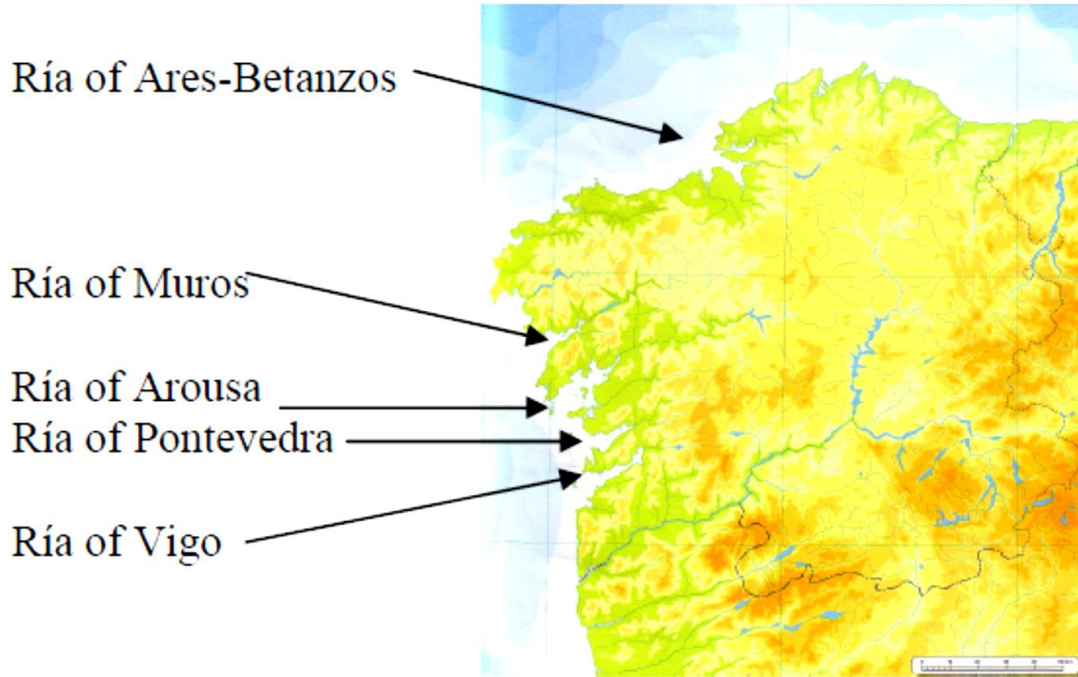 Ría of Ares-Betanzos
Ría of Muros
Ría of Arousa
Ría of Pontevedra
Ría of Vigo